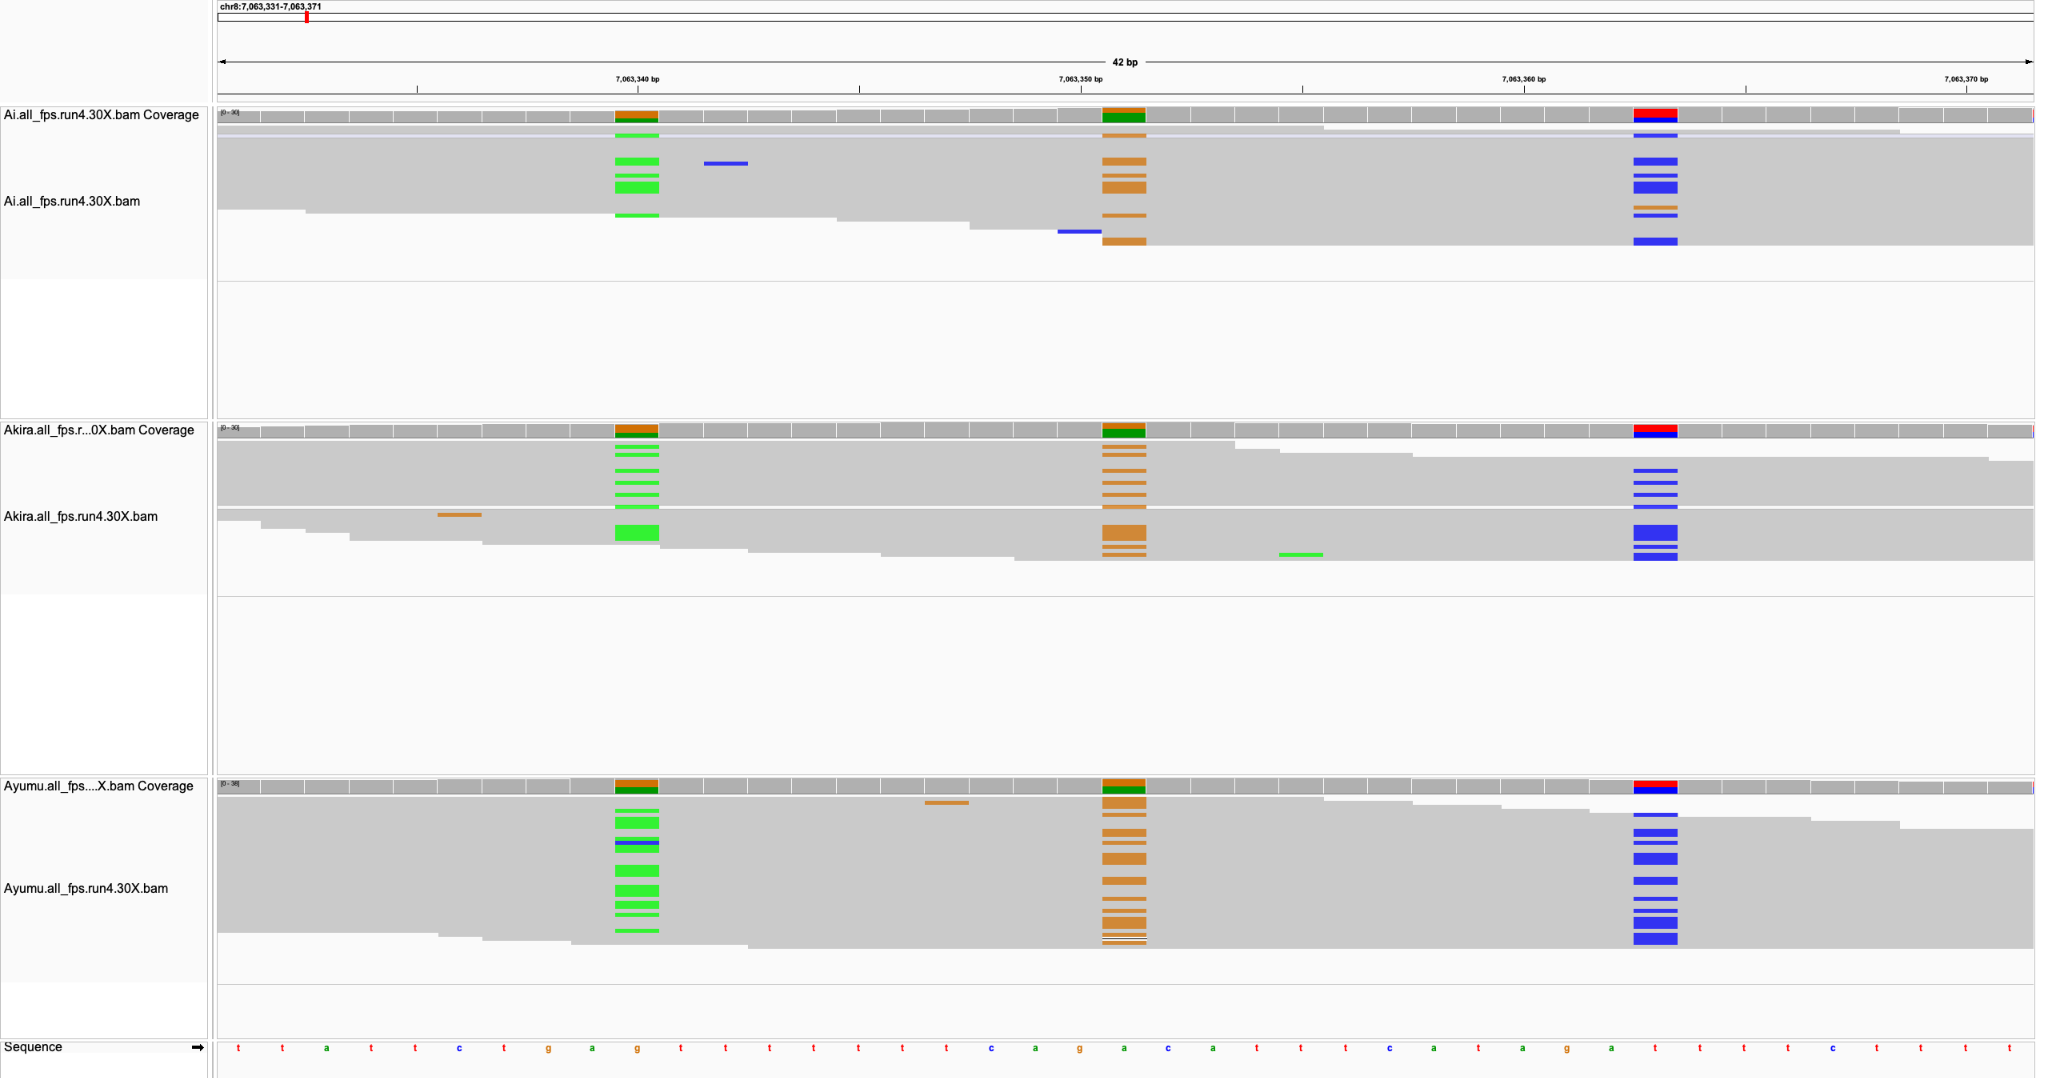 chr8:7,063,331-7,063,371
42 bp
7,063,340 bp 7,063,350 bp 7,063,360 bp 7,063,370 bp
Ai.all_fps.run4.30X.bam Coverage
[0 - 30]
Ai.all_fps.run4.30X.bam
Akira.all_fps.r...0X.bam Coverage
[0 - 30]
Akira.all_fps.run4.30X.bam
Ayumu.all_fps....X.bam Coverage
[0 - 38]
Ayumu.all_fps.run4.30X.bam
Sequence t t a t t c t g a g t t t t t t t c a g a c a t t t c a t a g a t t t t c t t t t